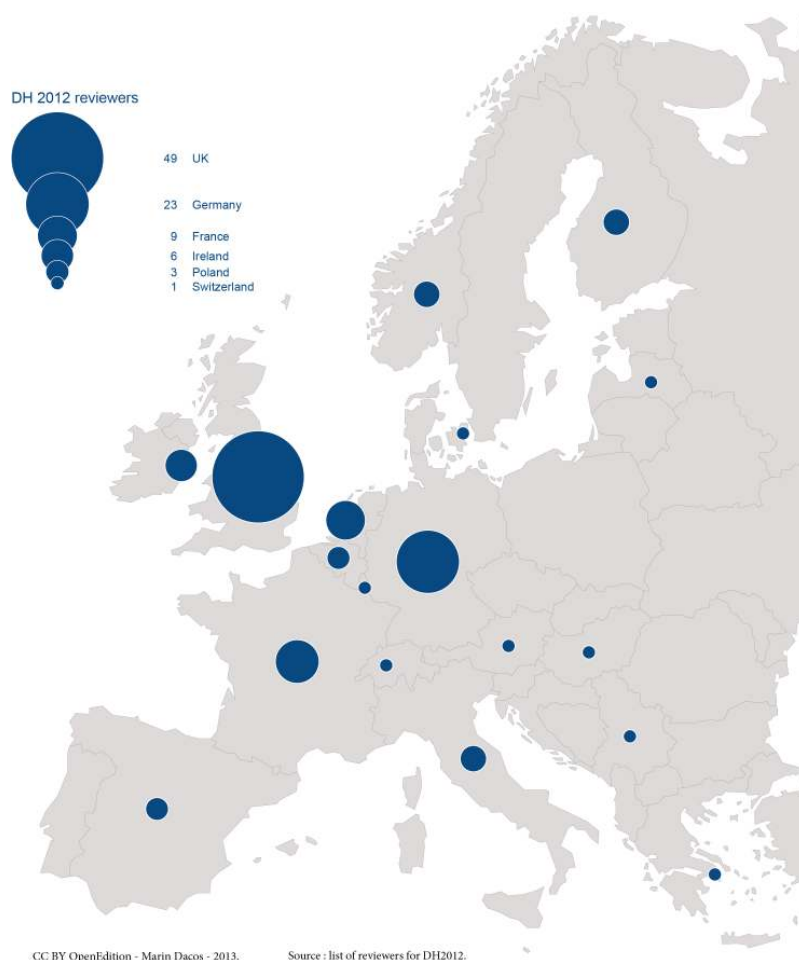 DH 2012 reviewers
49 UK
23 Germany
9 France
6 Ireland
3 Poland
1 Switzerland
CC BY OpenEdition - Marin Dacos - 2013. Source : list of reviewers for DH2012.